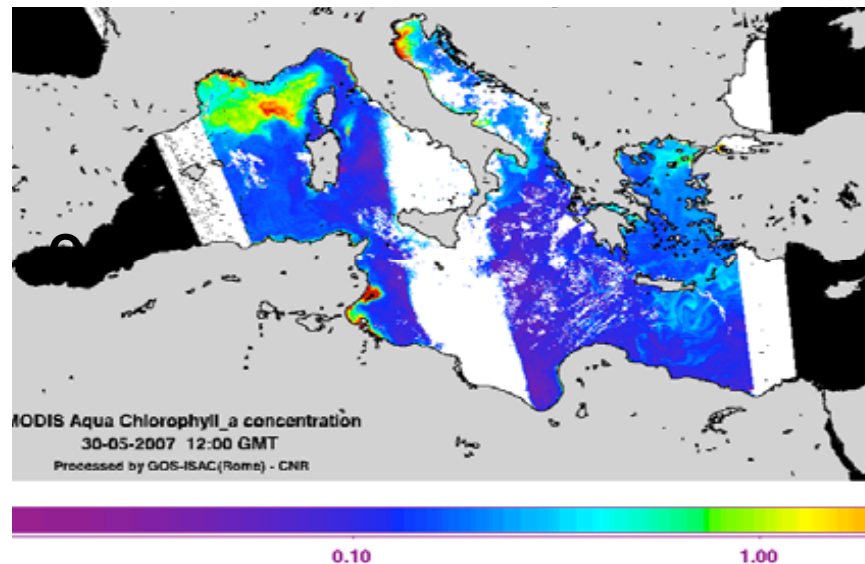 MODIS Aqua Chlorophyll_a concentration
30-05-2007 12:00 GMT
Processed by GOS-ISAC(Rome) - CNR
0.10 1.00